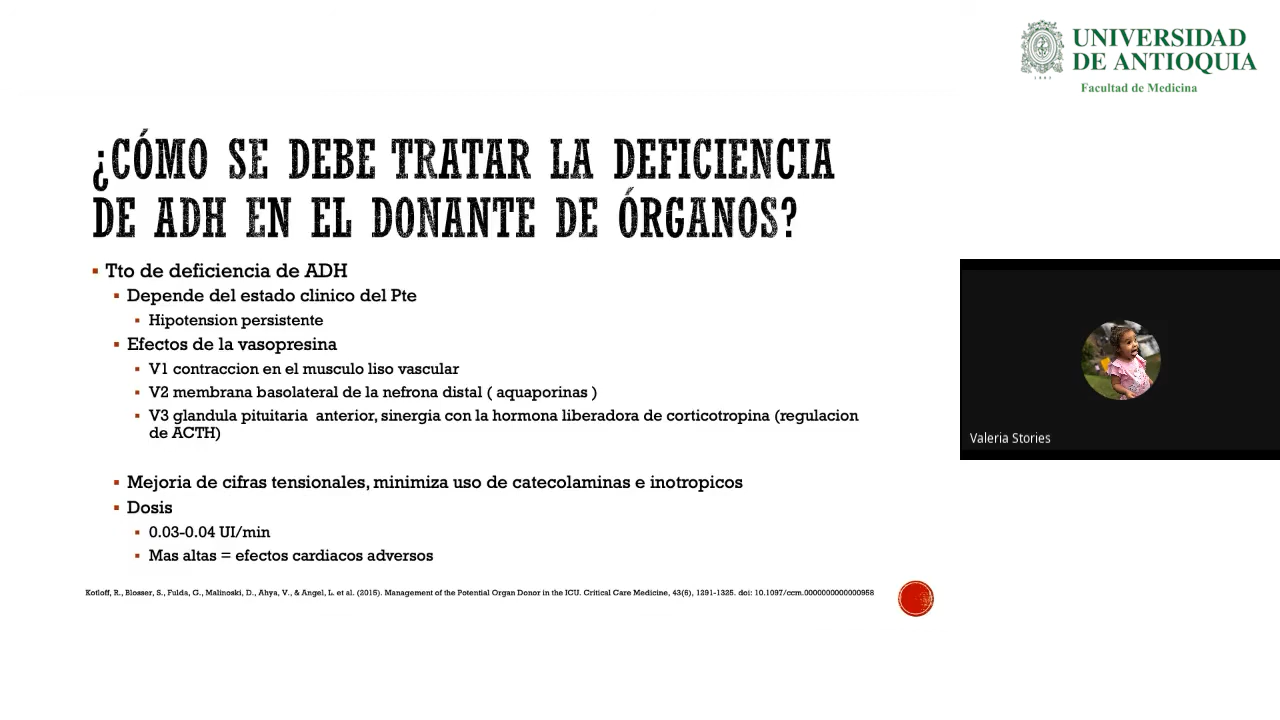 UNIVERSIDAD
DE ANTIOQUIA
1803
Facultad de Medicina
¿CÓMO SE DEBE TRATAR LA DEFICIENCIA
DE ADH EN EL DONANTE DE ÓRGANOS?
Tto de deficiencia de ADH
Depende del estado clinico del Pte
Hipotension persistente
Efectos de la vasopresina
V1 contraccion en el musculo liso vascular
V2 membrana basolateral de la nefrona distal ( aquaporinas )
V3 glandula pituitaria anterior, sinergia con la hormona liberadora de corticotropina (regulacion
de ACTH)
Mejoria de cifras tensionales, minimiza uso de catecolaminas e inotropicos
Dosis
0.03-0.04 UI/min
Mas altas = efectos cardiacos adversos
Kotloff, R., Blosser, S., Fulda, G., Malinoski, D., Ahya, V., & Angel, L. et al. (2015). Management of the Potential Organ Donor in the ICU. Critical Care Medicine, 43(6), 1291-1325. doi: 10.1097/ccm.0000000000000958
Valeria Stories